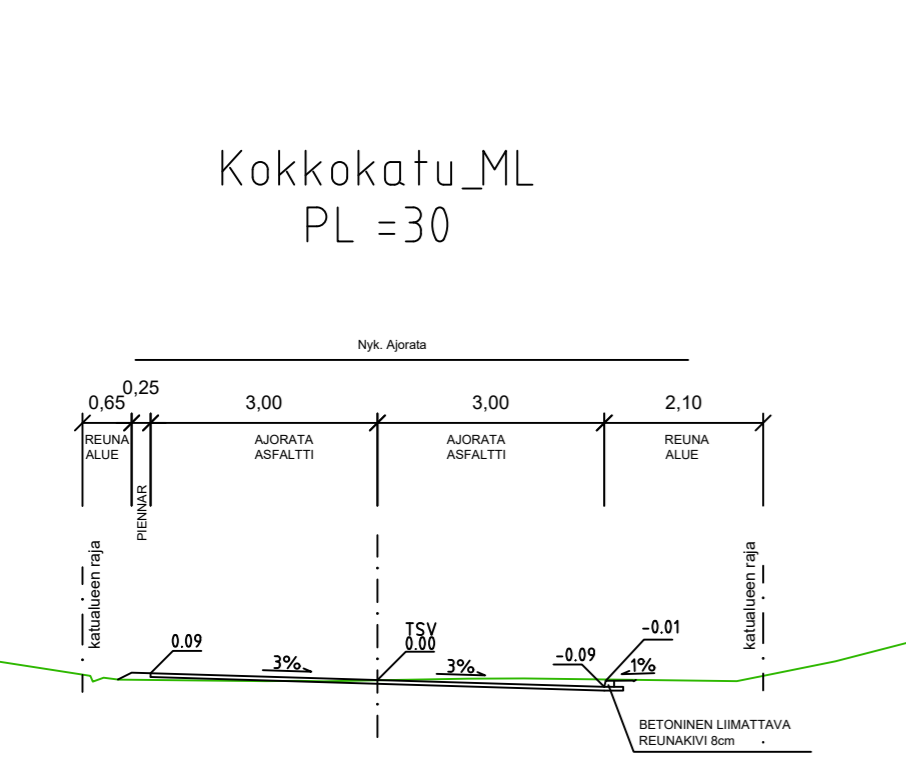 Kokkokatu_ML
PL =30
Nyk. Ajorata
0,65
0,25
3,00
3,00
2,10
REUNA
ALUE
PIENNAR
AJORATA
ASFALTTI
AJORATA
ASFALTTI
REUNA
ALUE
katualueen raja
katualueen raja
0.09
3%
TSV
0.00
3%
-0.09
-0.01
1%
BETONINEN LIIMATTAVA
REUNAKIVI 8cm